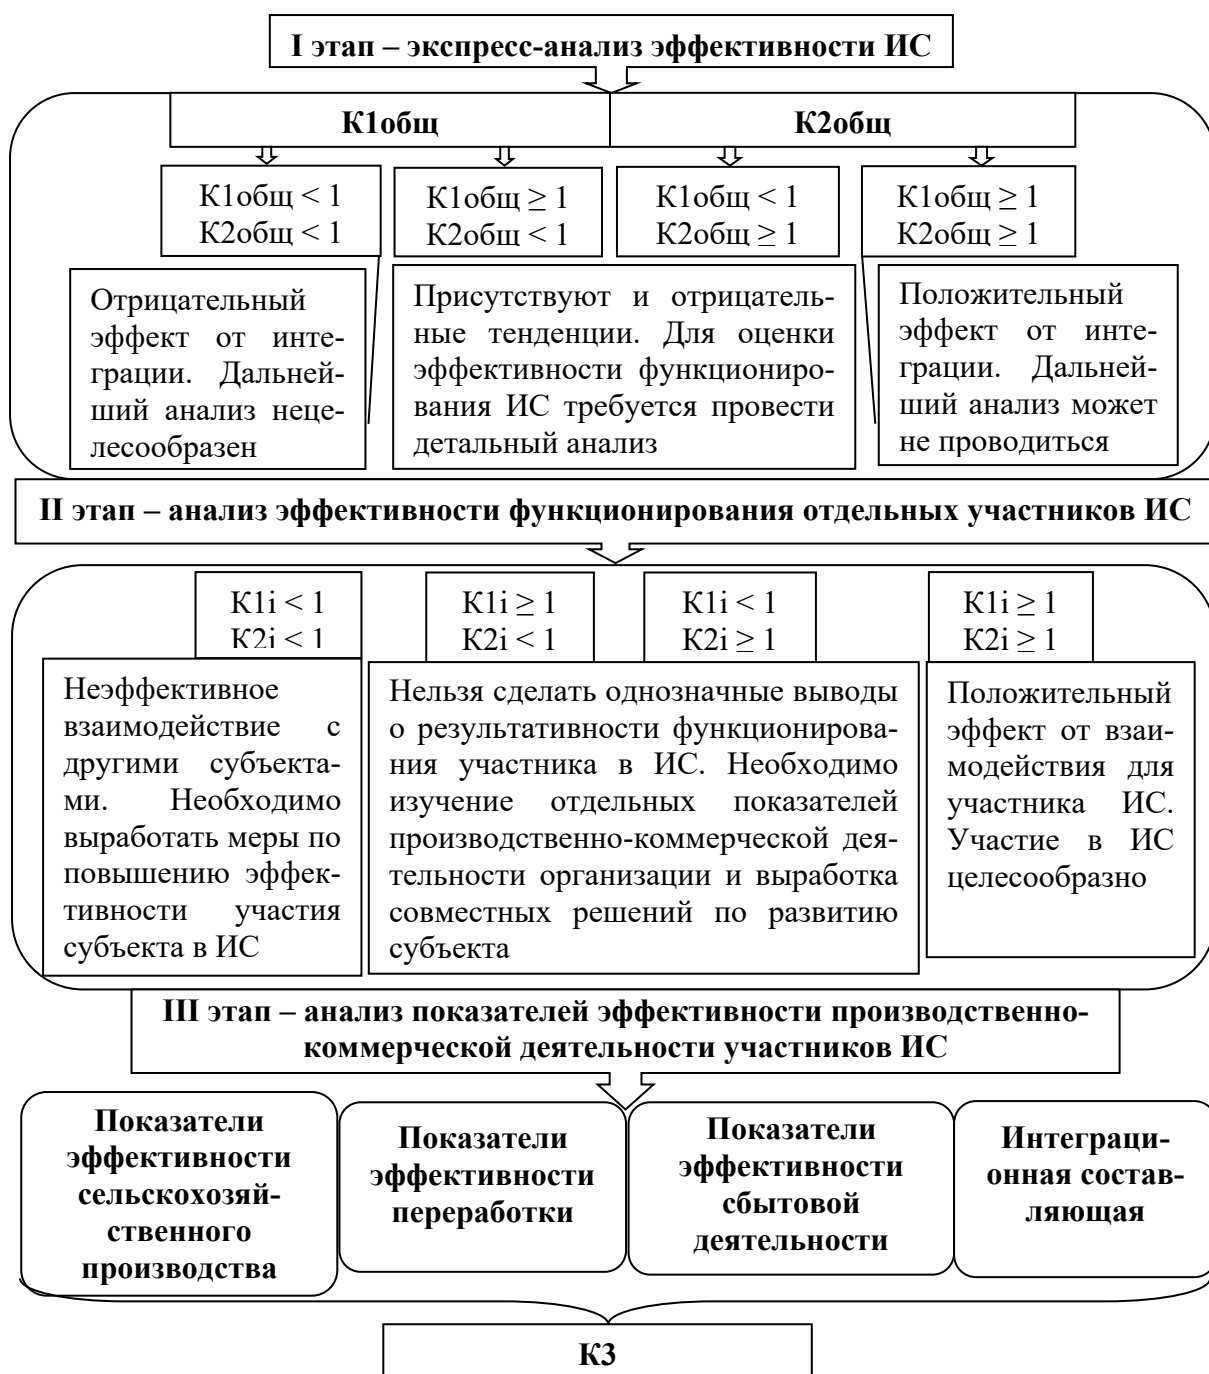 I этап – экспресс-анализ эффективности ИС
К1общ
К2общ
К1общ < 1
К2общ < 1
К1общ ≥ 1
К2общ < 1
К1общ < 1
К2общ ≥ 1
К1общ ≥ 1
К2общ ≥ 1
Отрицательный
эффект от инте-
грации. Дальней-
ший анализ неце-
лесообразен
Присутствуют и отрицатель-
ные тенденции. Для оценки
эффективности функциониро-
вания ИС требуется провести
детальный анализ
Положительный
эффект от инте-
грации. Дальней-
ший анализ может
не проводиться
II этап – анализ эффективности функционирования отдельных участников ИС
К1i < 1
К2i < 1
К1i ≥ 1
К2i < 1
К1i < 1
К2i ≥ 1
К1i ≥ 1
К2i ≥ 1
Неэффективное
взаимодействие с
другими субъекта-
ми. Необходимо
выработать меры по
повышению эффек-
тивности участия
субъекта в ИС
Нельзя сделать однозначные выводы
о результативности функционирова-
ния участника в ИС. Необходимо
изучение отдельных показателей
производственно-коммерческой дея-
тельности организации и выработка
совместных решений по развитию
субъекта
Положительный
эффект от взаи-
модействия для
участника ИС.
Участие в ИС
целесообразно
III этап – анализ показателей эффективности производственно-
коммерческой деятельности участников ИС
Показатели
эффективности
сельскохозяй-
ственного
производства
Показатели
эффективности
переработки
Показатели
эффективности
сбытовой
деятельности
Интеграци-
онная состав-
ляющая
К3